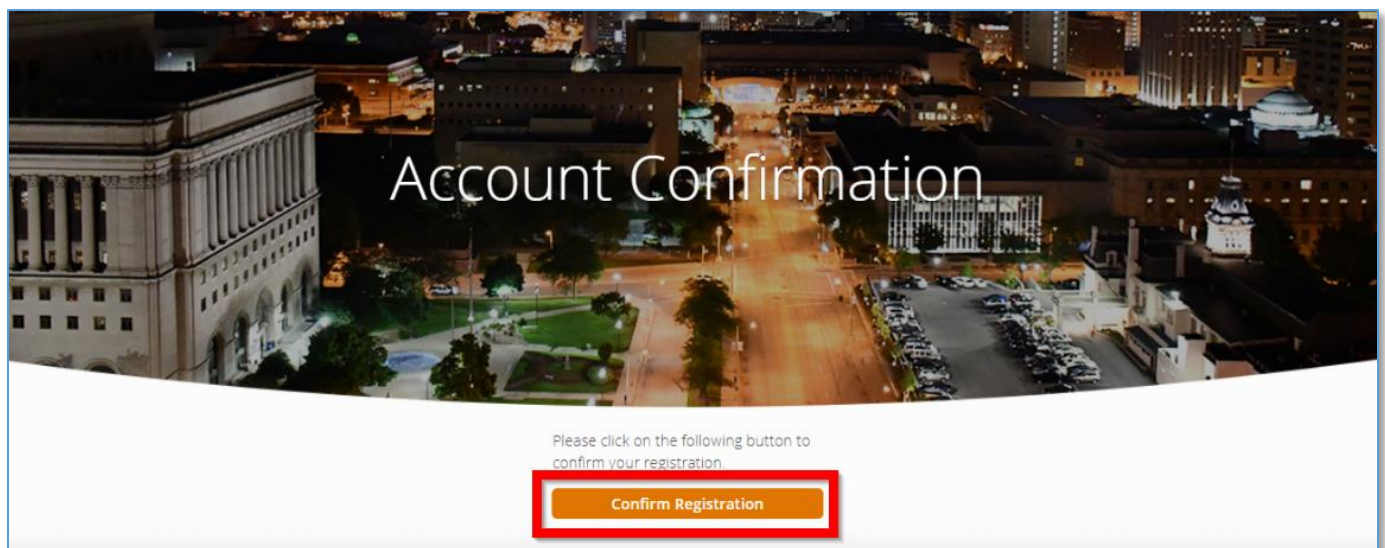 Account Confirmation
Please click on the following button to
confirm your registration.
Confirm Registration